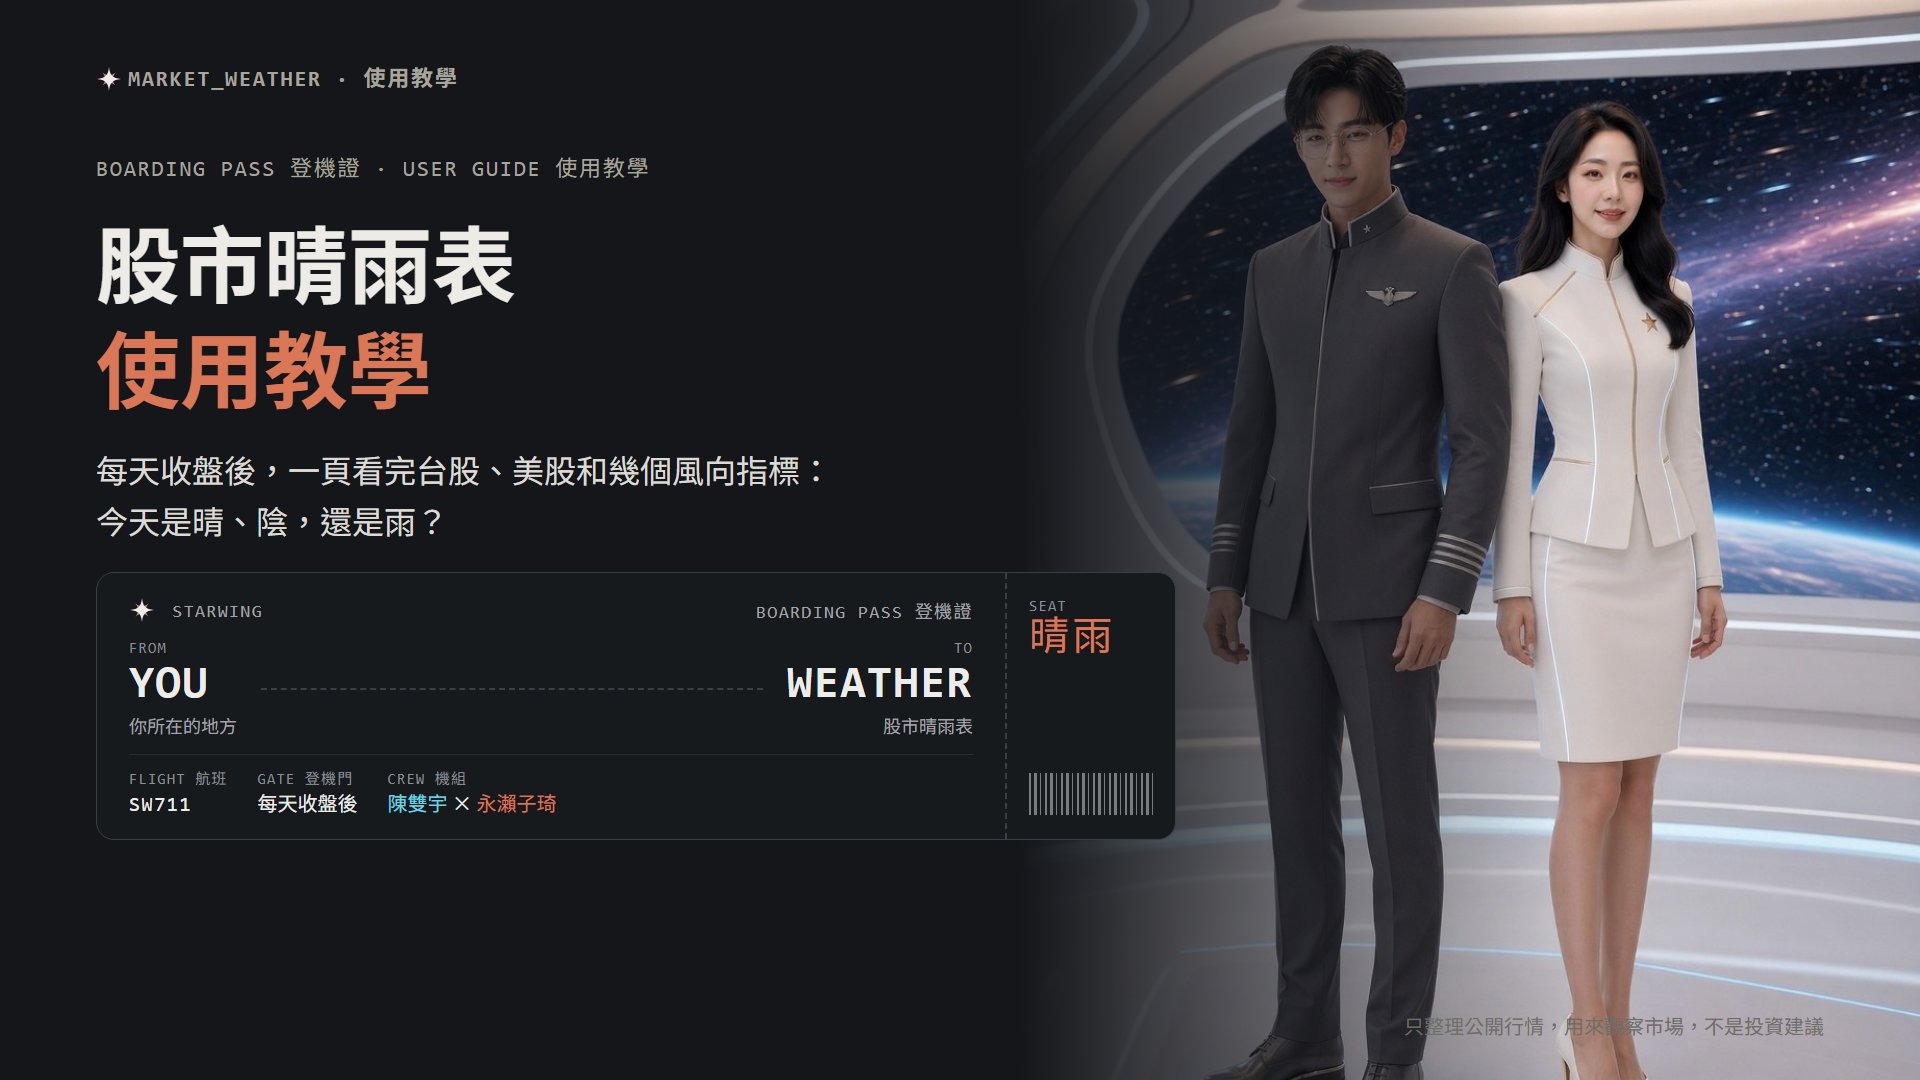 MARKET_WEATHER · 使用教學
BOARDING PASS 登機證 · USER GUIDE 使用教學
股市晴雨表
使用教學
每天收盤後，一頁看完台股、美股和幾個風向指標：
今天是晴、陰，還是雨？
STARWING
BOARDING PASS 登機證
FROM
TO
YOU
WEATHER
你所在的地方
股市晴雨表
FLIGHT 航班
GATE 登機門
CREW 機組
SW711
每天收盤後
陳雙宇 × 永瀨子琦
SEAT
晴雨
只整理公開行情，用來觀察市場，不是投資建議